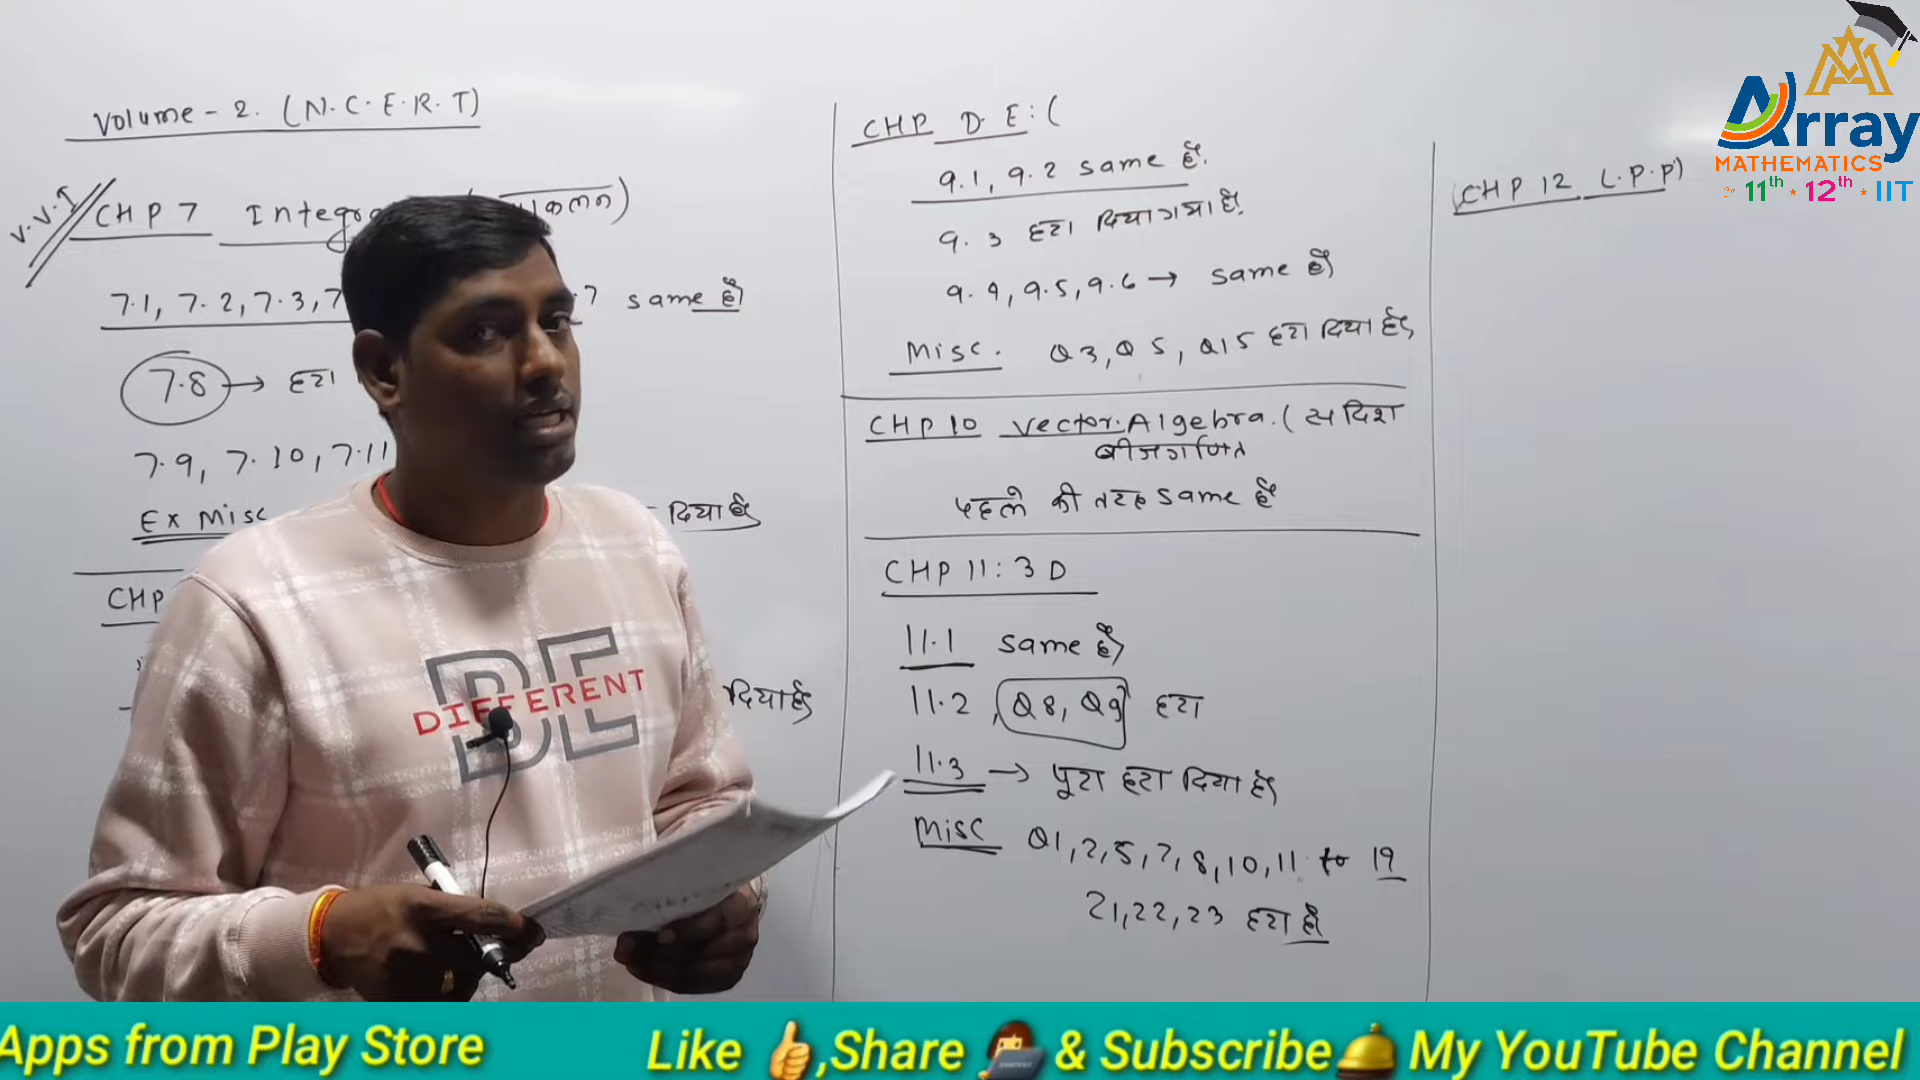 Volume - 2. (N.C.E.R.T)
V.V.I
CHP 7 Integra
7.1, 7.2, 7.3, 7 .7 same है
7.8 → हटा
7.9, 7.10, 7.11
Ex Misc दिया है
CHP
दिया है
CHP D.E:(
9.1, 9.2 same है.
9.3 हटा दिया गया है.
9.4, 9.5, 9.6 → same है
Misc. Q3, Q5, Q15 हटा दिया है
CHP 10 Vector. Algebra. (सदिश
बीजगणित
पहले की तरह same है
CHP 11: 3D
11.1 same है
11.2, Q8, Q9 हटा
11.3 → पूरा हटा दिया है
Misc Q1, 2, 5, 7, 8, 10, 11 to 19
21, 22, 23 हटा है
CHP 12 L.P.P)
Array
MATHEMATICS
11th * 12th * IIT
BE
DIFFERENT
Apps from Play Store Like 👍,Share & Subscribe My YouTube Channel